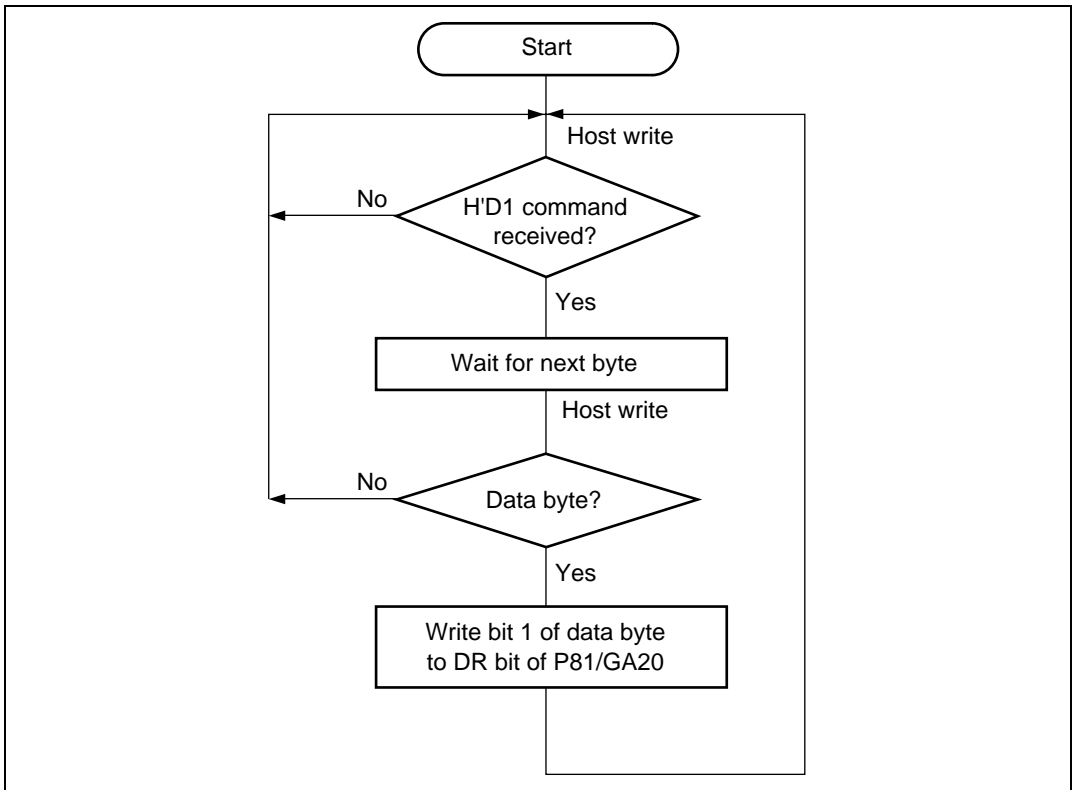 Start
Host write
No
H'D1 command
received?
Yes
Wait for next byte
Host write
No
Data byte?
Yes
Write bit 1 of data byte
to DR bit of P81/GA20